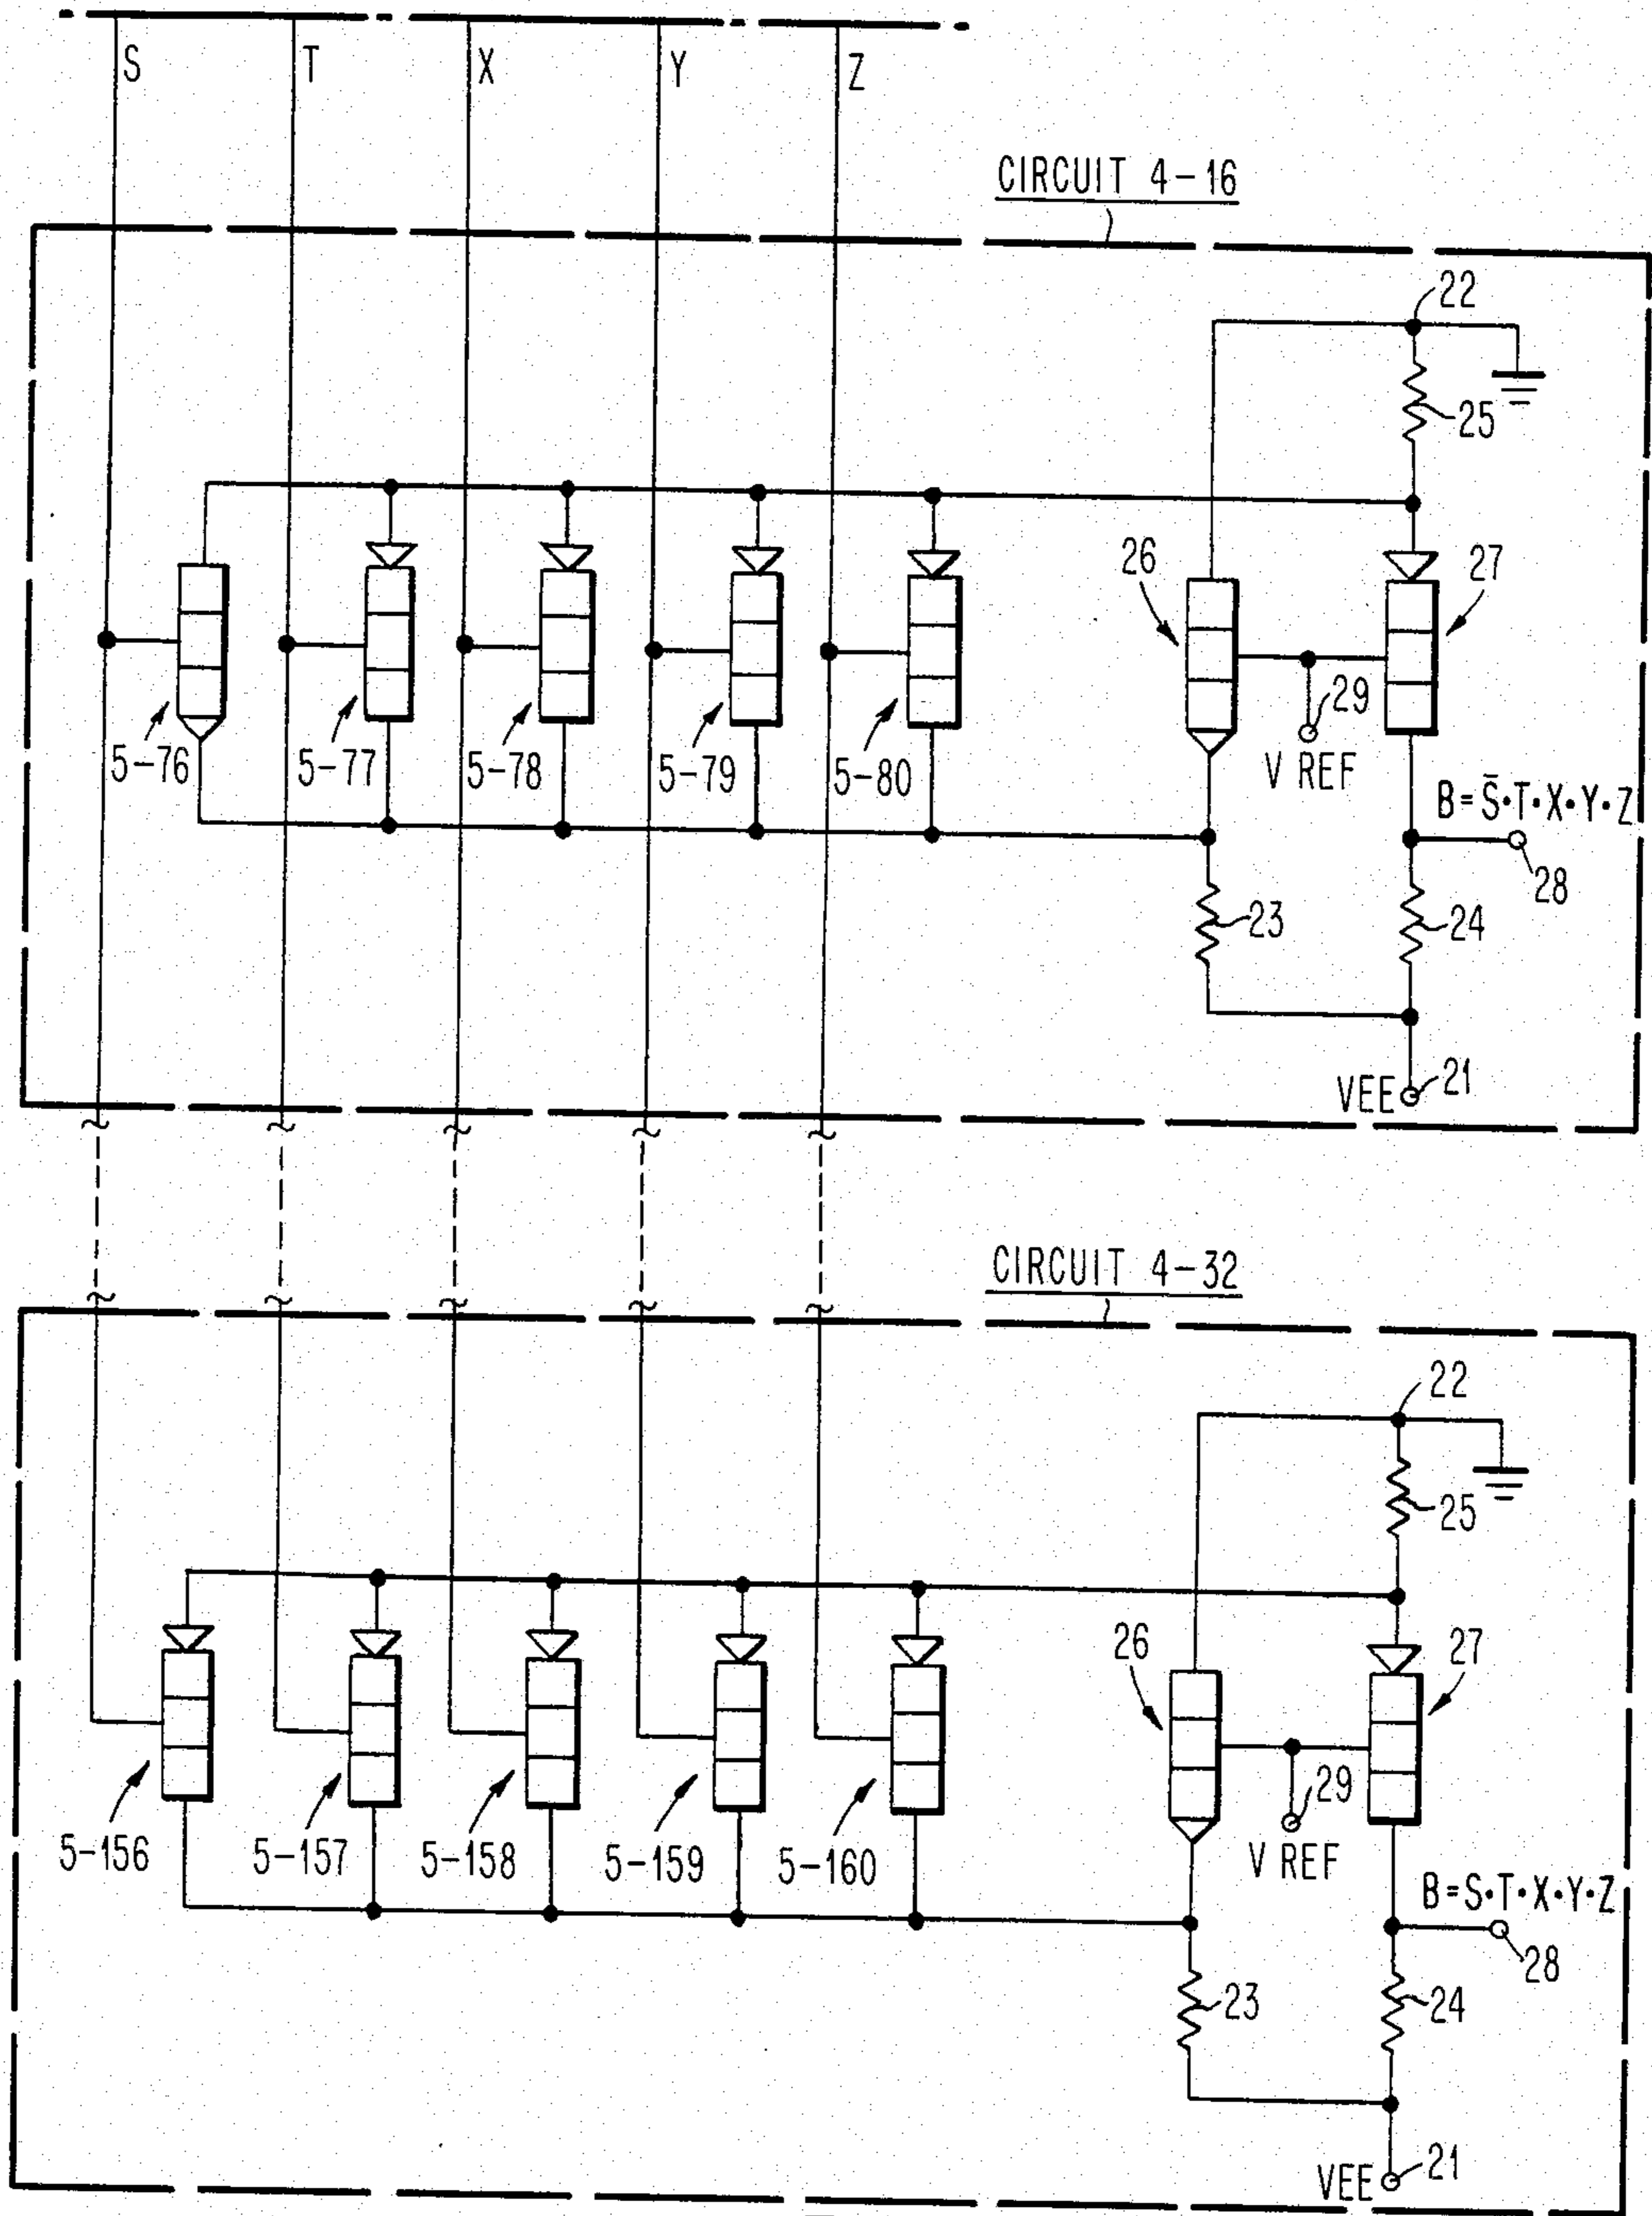 S T X Y Z
CIRCUIT 4-16
22
25
26
27
29
V REF
5-76 5-77 5-78 5-79 5-80
B=S̄•T•X•Y•Z
28
23
24
VEE
21
CIRCUIT 4-32
22
25
26
27
29
V REF
5-156 5-157 5-158 5-159 5-160
B=S•T•X•Y•Z
28
23
24
VEE
21